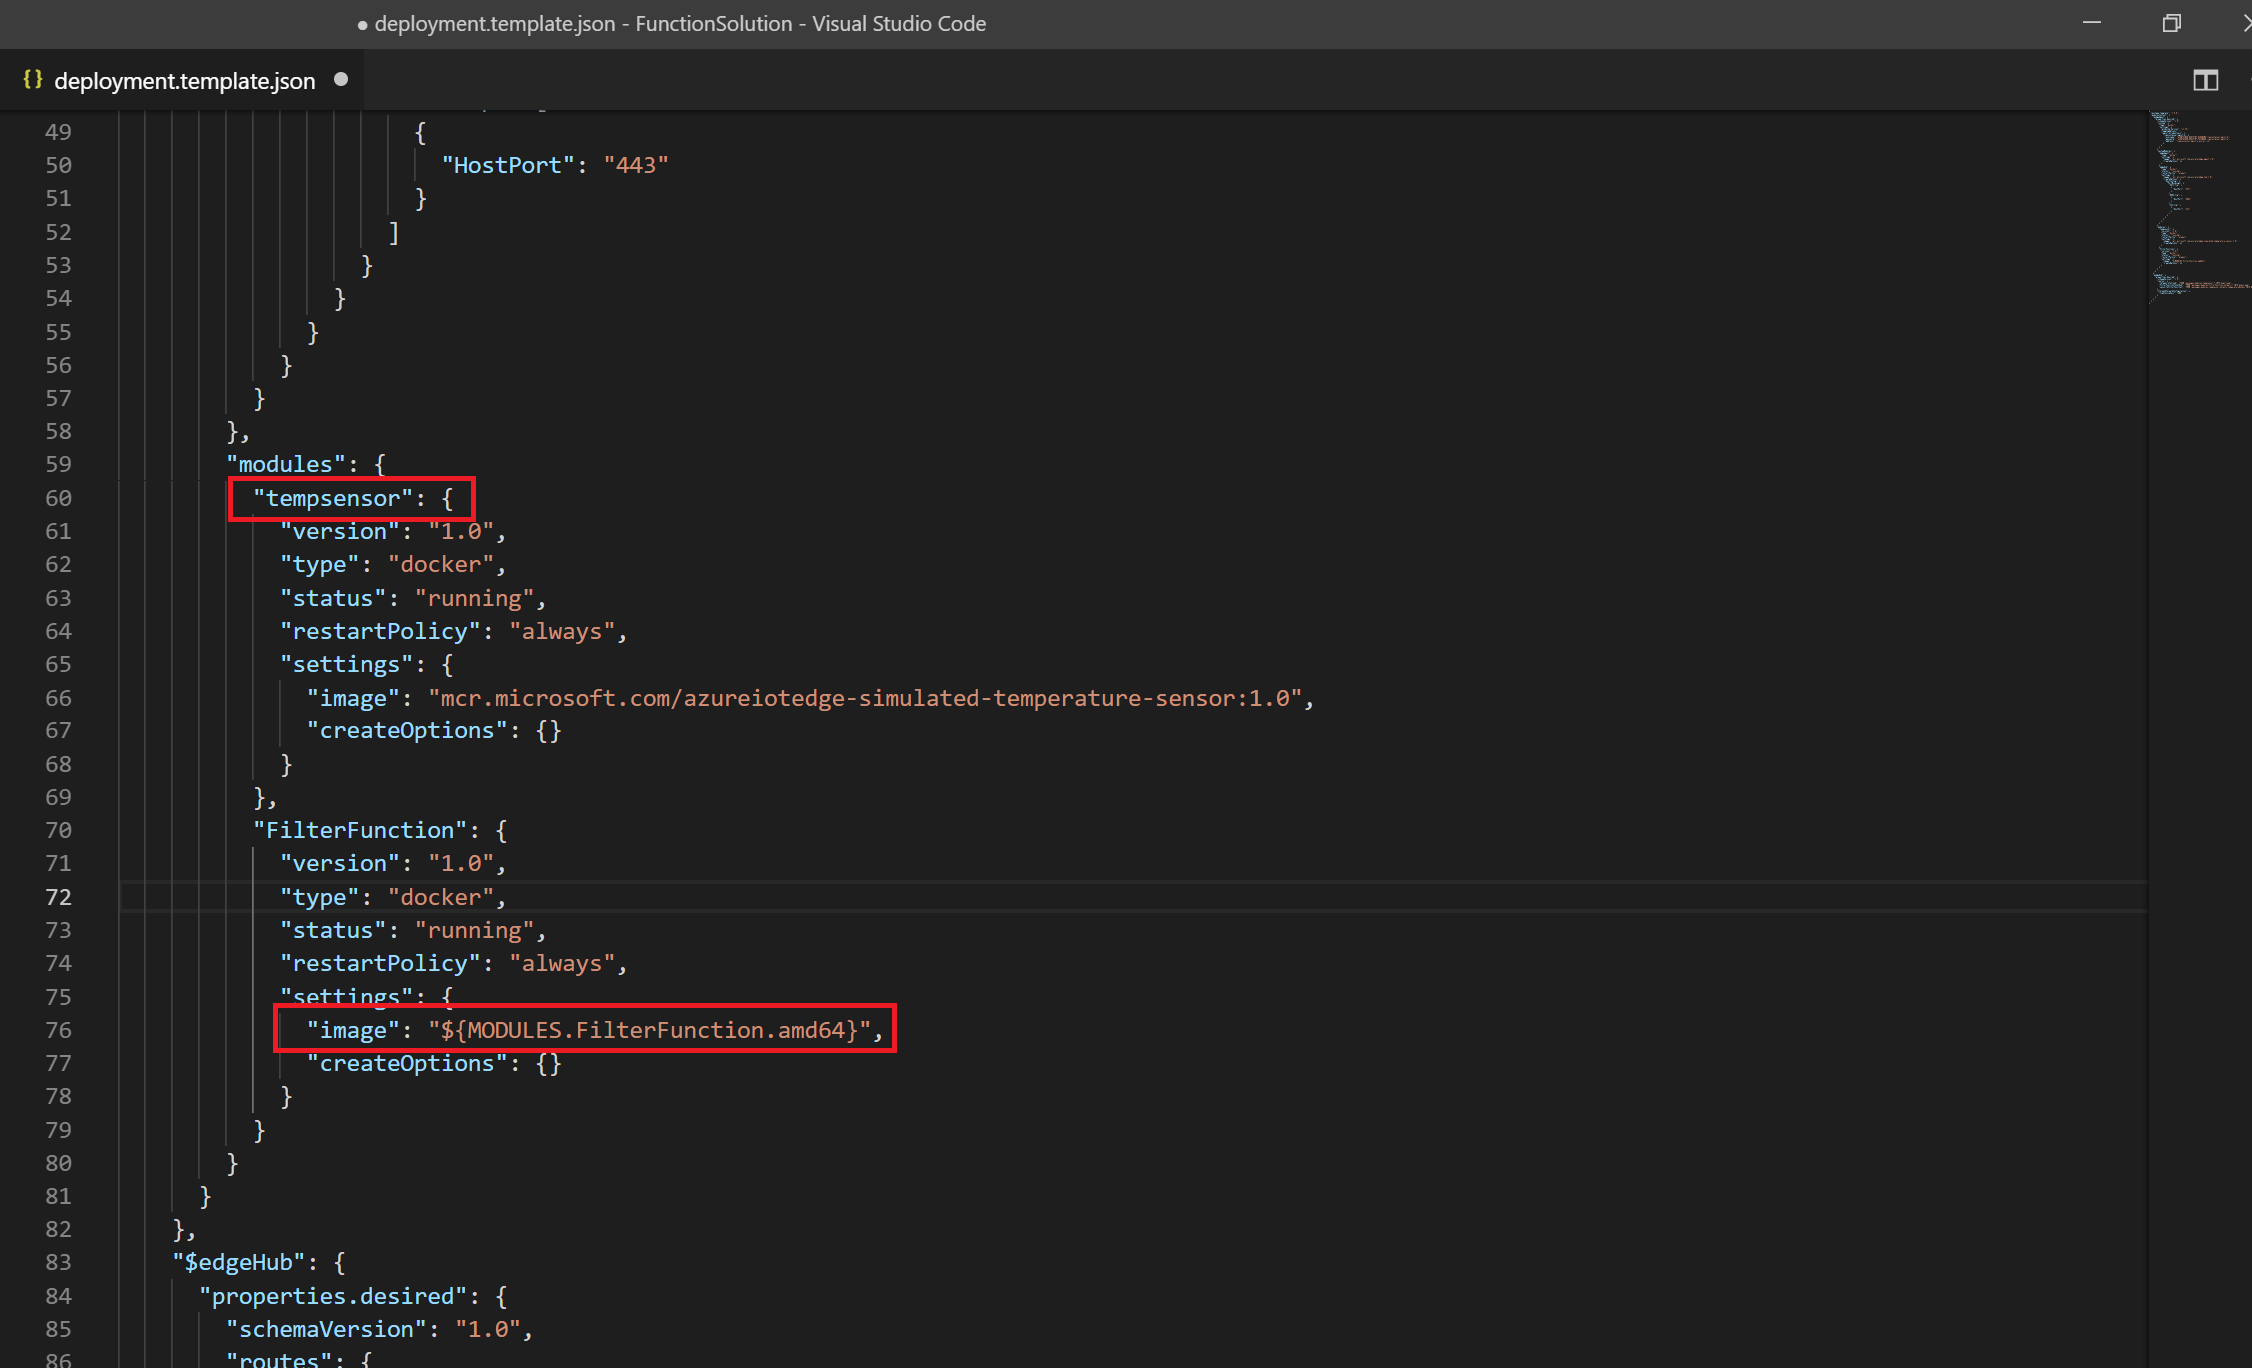 ● deployment.template.json - FunctionSolution - Visual Studio Code
{} deployment.template.json ●
49 {
50 "HostPort": "443"
51 }
52 ]
53 }
54 }
55 }
56 }
57 }
58 },
59 "modules": {
60 "tempsensor": {
61 "version": "1.0",
62 "type": "docker",
63 "status": "running",
64 "restartPolicy": "always",
65 "settings": {
66 "image": "mcr.microsoft.com/azureiotedge-simulated-temperature-sensor:1.0",
67 "createOptions": {}
68 }
69 },
70 "FilterFunction": {
71 "version": "1.0",
72 "type": "docker",
73 "status": "running",
74 "restartPolicy": "always",
75 "settings": {
76 "image": "${MODULES.FilterFunction.amd64}",
77 "createOptions": {}
78 }
79 }
80 }
81 }
82 },
83 "$edgeHub": {
84 "properties.desired": {
85 "schemaVersion": "1.0",
86 "routes": {